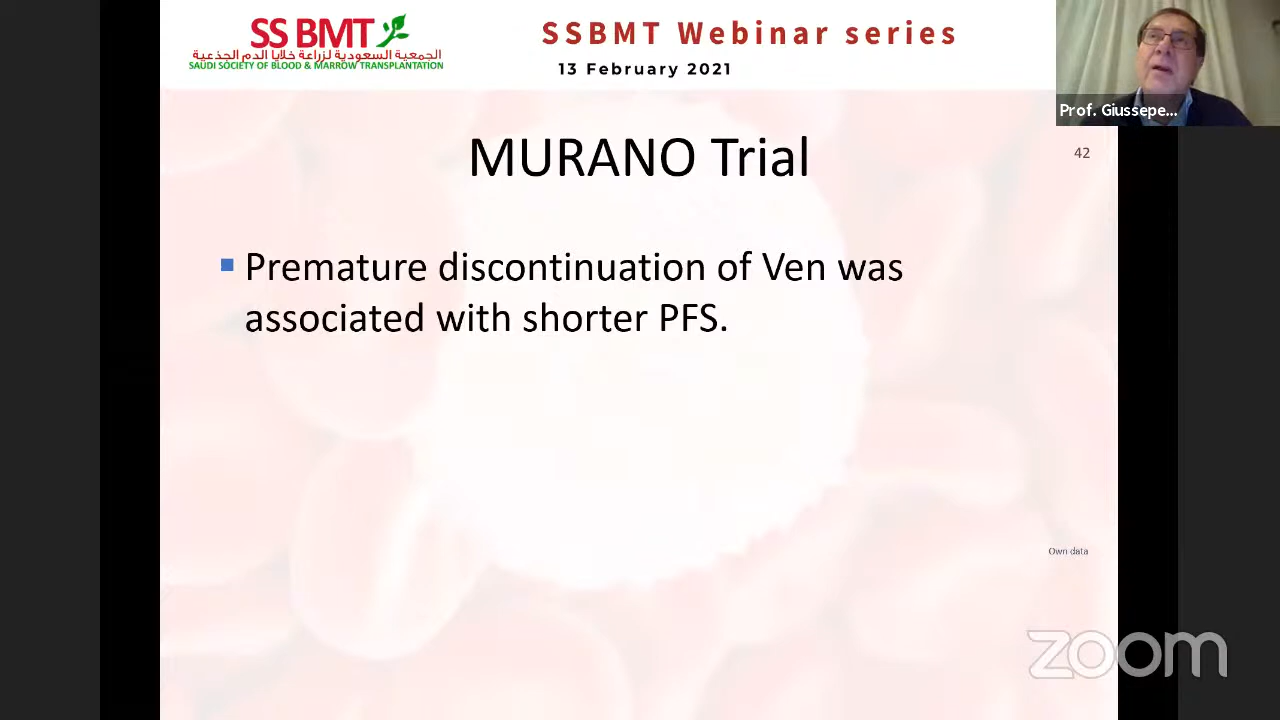 SS BMT
الجمعية السعودية لزراعة خلايا الدم الجذعية
SAUDI SOCIETY OF BLOOD & MARROW TRANSPLANTATION
SSBMT Webinar series
13 February 2021
Prof. Giussepe...
MURANO Trial
42
Premature discontinuation of Ven was
associated with shorter PFS.
Own data
zoom